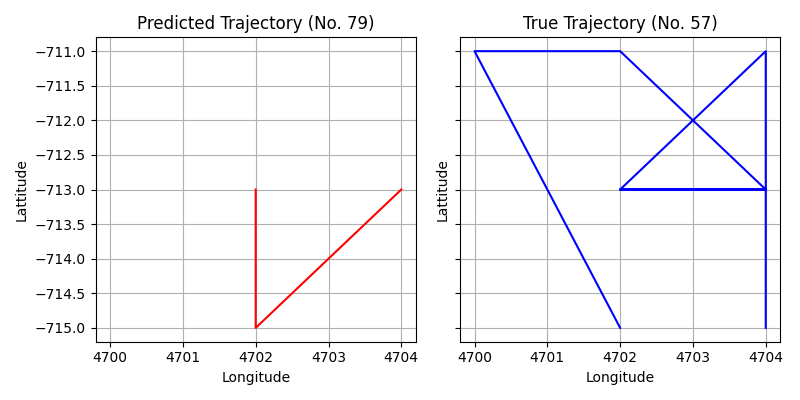 Predicted Trajectory (No. 79)
True Trajectory (No. 57)
−711.0
−711.5
−712.0
−712.5
−713.0
−713.5
−714.0
−714.5
−715.0
Lattitude
Lattitude
4700 4701 4702 4703 4704
4700 4701 4702 4703 4704
Longitude
Longitude